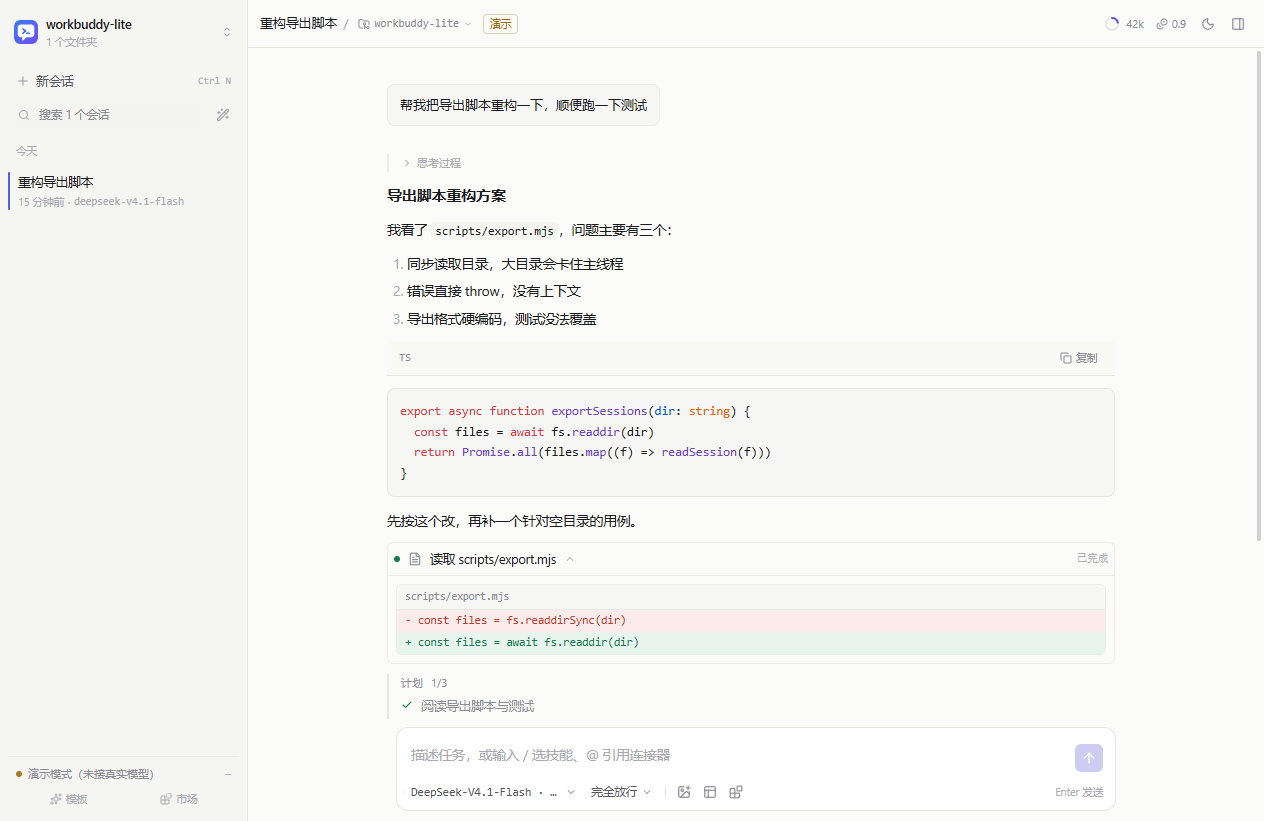 workbuddy-lite
1 个文件夹
新会话
Ctrl N
搜索 1 个会话
今天
重构导出脚本
15 分钟前 · deepseek-v4.1-flash
演示模式（未接真实模型）
模板
市场
重构导出脚本 / workbuddy-lite
演示
42k
0.9
帮我把导出脚本重构一下，顺便跑一下测试
思考过程
导出脚本重构方案
我看了 scripts/export.mjs ，问题主要有三个：
1. 同步读取目录，大目录会卡住主线程
2. 错误直接 throw，没有上下文
3. 导出格式硬编码，测试没法覆盖
TS
复制
export async function exportSessions(dir: string) {
  const files = await fs.readdir(dir)
  return Promise.all(files.map((f) => readSession(f)))
}
先按这个改，再补一个针对空目录的用例。
读取 scripts/export.mjs
已完成
scripts/export.mjs
- const files = fs.readdirSync(dir)
+ const files = await fs.readdir(dir)
计划 1/3
阅读导出脚本与测试
描述任务，或输入 / 选技能、@ 引用连接器
DeepSeek-V4.1-Flash · …
完全放行
Enter 发送